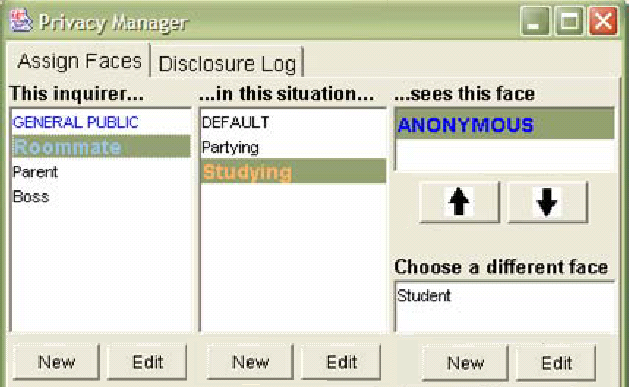 Privacy Manager
Assign Faces
Disclosure Log
This inquirer...
GENERAL PUBLIC
Roommate
Parent
Boss
New
Edit
...in this situation...
DEFAULT
Partying
Studying
New
Edit
...sees this face
ANONYMOUS
Choose a different face
Student
New
Edit